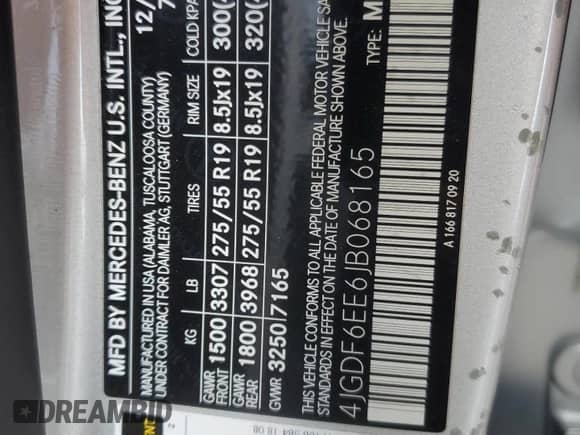 MFD BY MERCEDES-BENZ U.S. INTL., INC
MANUFACTURED IN USA (ALABAMA, TUSCALOOSA COUNTY) 12/
UNDER CONTRACT FOR DAIMLER AG, STUTTGART (GERMANY)
KG LB TIRES RIM SIZE COLD KPA
GAWR FRONT 1500 3307 275/55 R19 8.5Jx19 300(
GAWR REAR 1800 3968 275/55 R19 8.5Jx19 320(
GVWR 3250 7165
THIS VEHICLE CONFORMS TO ALL APPLICABLE FEDERAL MOTOR VEHICLE SA
STANDARDS IN EFFECT ON THE DATE OF MANUFACTURE SHOWN ABOVE.
4JGDF6EE6JB068165 TYPE: M
A 166 817 09 20
DREAMBID